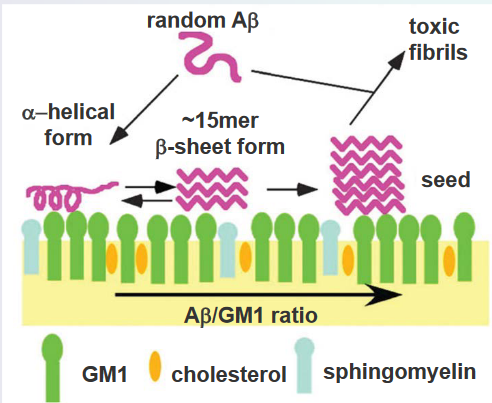 random Aβ
toxic
fibrils
α–helical
form
~15mer
β-sheet form
seed
Aβ/GM1 ratio
GM1
cholesterol
sphingomyelin